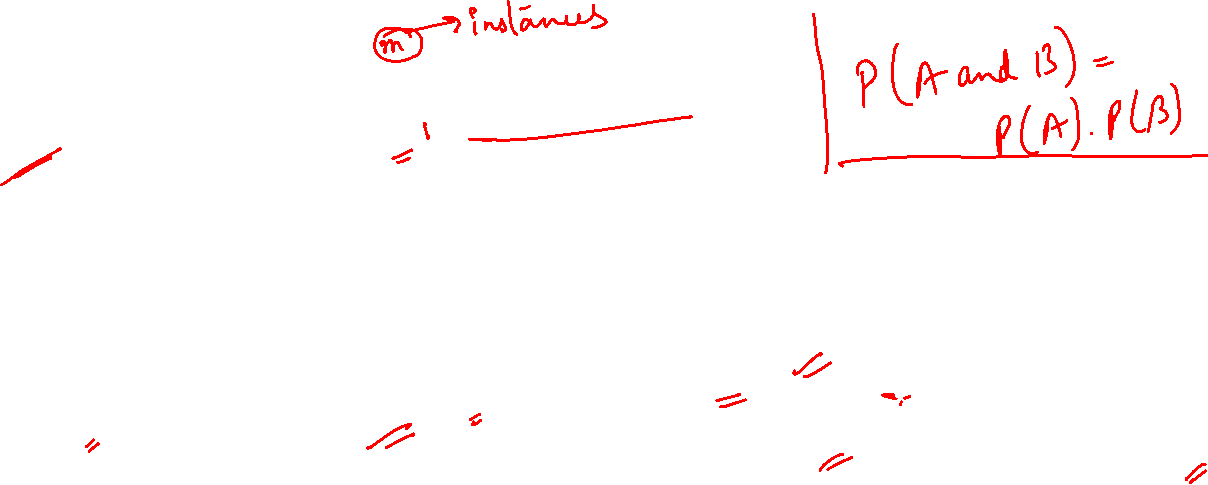 m → instances
P(A and B) =
P(A). P(B)